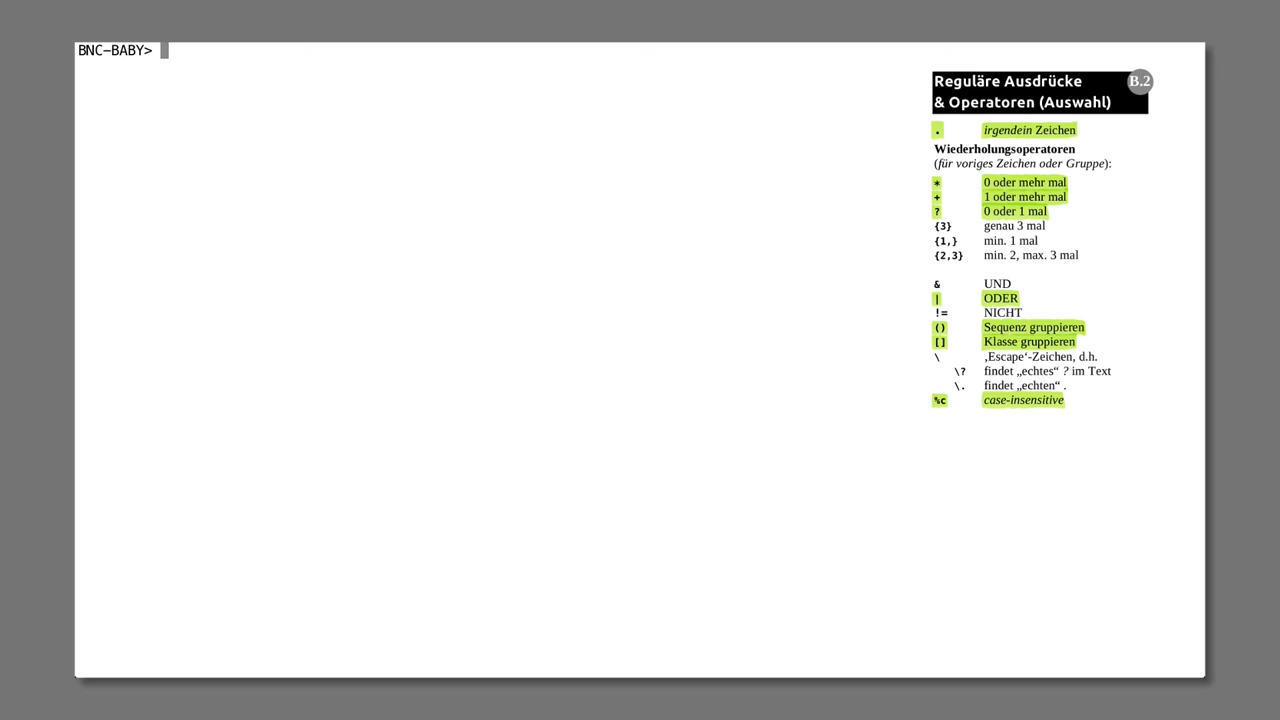 BNC-BABY>
Reguläre Ausdrücke B.2
& Operatoren (Auswahl)
. irgendein Zeichen
Wiederholungsoperatoren
(für voriges Zeichen oder Gruppe):
* 0 oder mehr mal
+ 1 oder mehr mal
? 0 oder 1 mal
{3} genau 3 mal
{1,} min. 1 mal
{2,3} min. 2, max. 3 mal
& UND
| ODER
!= NICHT
() Sequenz gruppieren
[] Klasse gruppieren
\ ‚Escape‘-Zeichen, d.h.
\? findet „echtes“ ? im Text
\. findet „echten“ .
%c case-insensitive